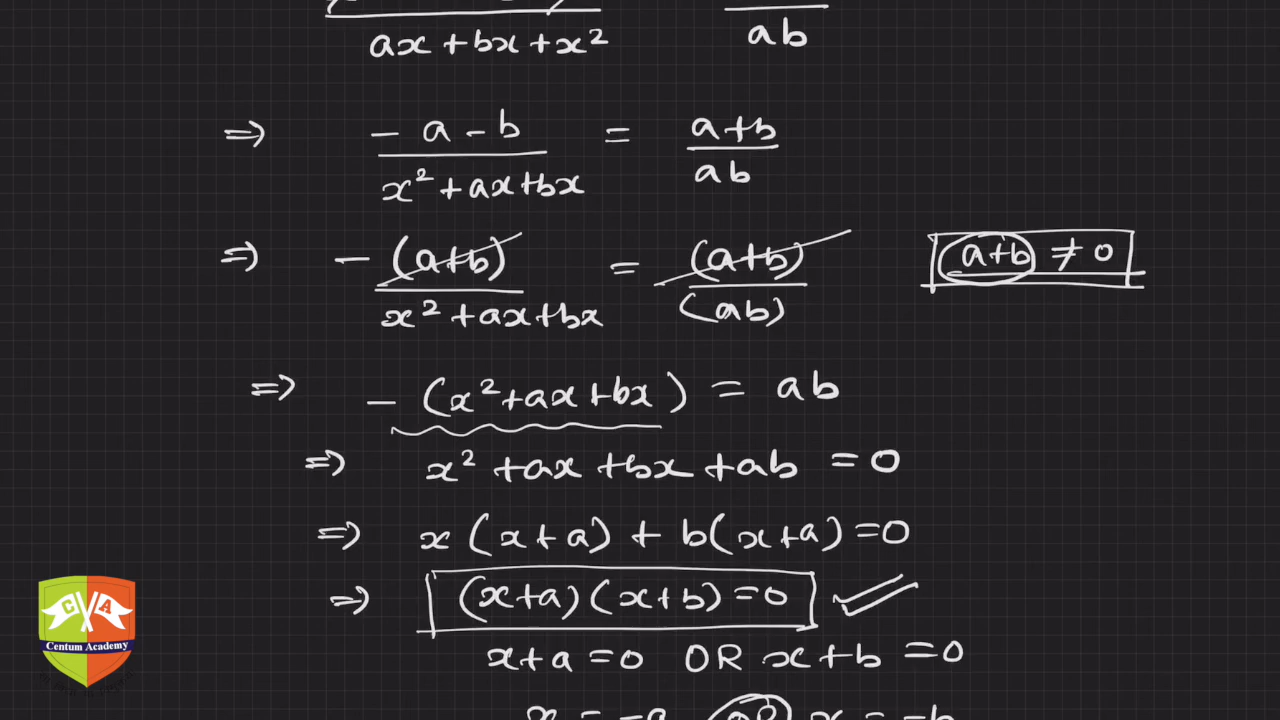 ax + bx + x² ab
⇒ - a - b / x² + ax + bx = a + b / ab
⇒ - (a+b) / x² + ax + bx = (a+b) / (ab) a+b ≠ 0
⇒ - (x² + ax + bx) = ab
⇒ x² + ax + bx + ab = 0
⇒ x (x + a) + b (x + a) = 0
⇒ (x+a) (x+b) = 0
x + a = 0 OR x + b = 0
x = -a or x = -b
Centum Academy